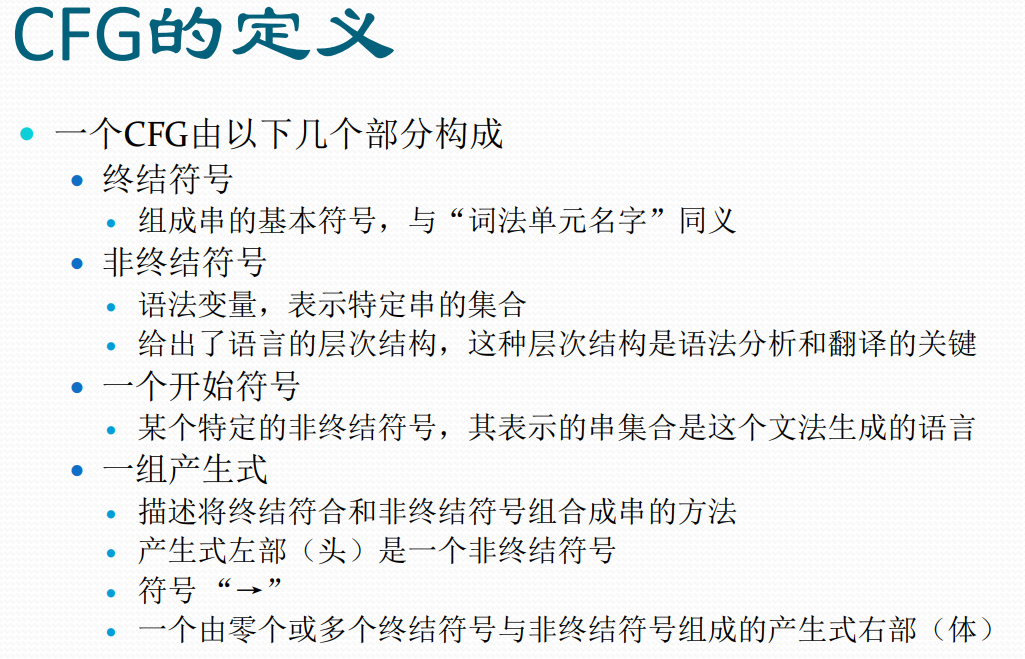 CFG的定义
一个CFG由以下几个部分构成
终结符号
组成串的基本符号，与“词法单元名字”同义
非终结符号
语法变量，表示特定串的集合
给出了语言的层次结构，这种层次结构是语法分析和翻译的关键
一个开始符号
某个特定的非终结符号，其表示的串集合是这个文法生成的语言
一组产生式
描述将终结符合和非终结符号组合成串的方法
产生式左部（头）是一个非终结符号
符号 “→”
一个由零个或多个终结符号与非终结符号组成的产生式右部（体）